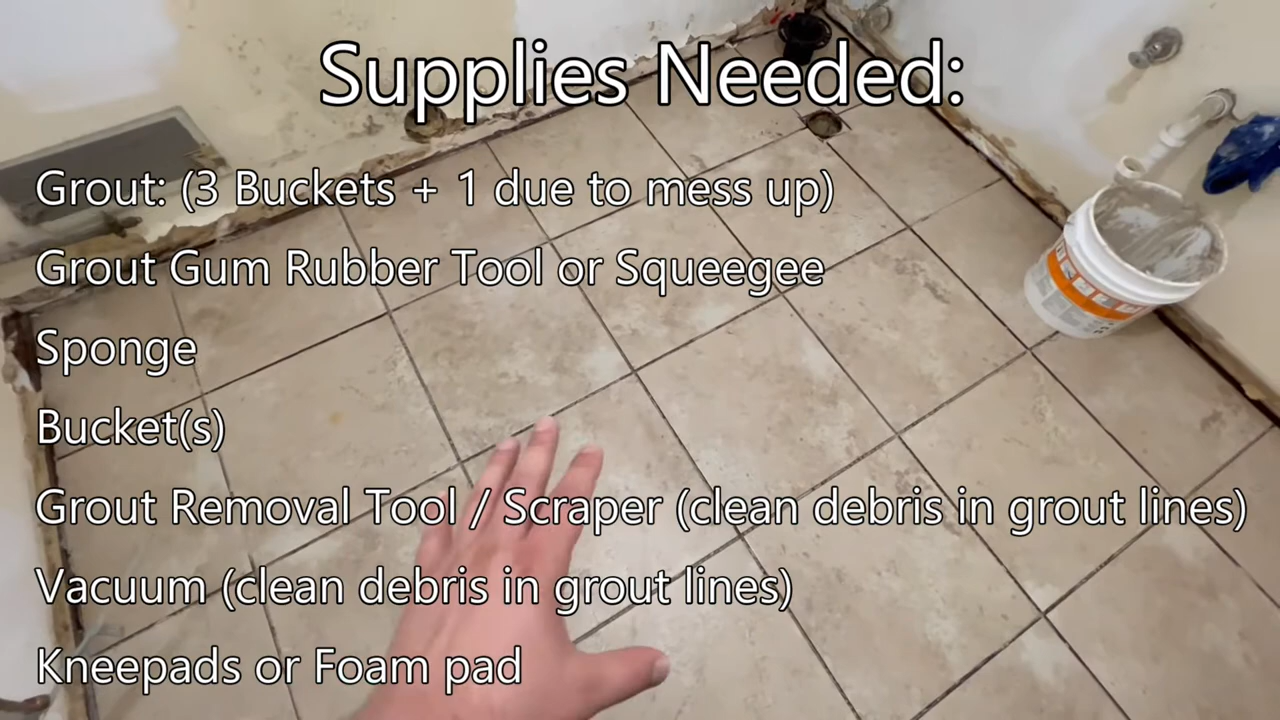 Supplies Needed:
Grout: (3 Buckets + 1 due to mess up)
Grout Gum Rubber Tool or Squeegee
Sponge
Bucket(s)
Grout Removal Tool / Scraper (clean debris in grout lines)
Vacuum (clean debris in grout lines)
Kneepads or Foam pad